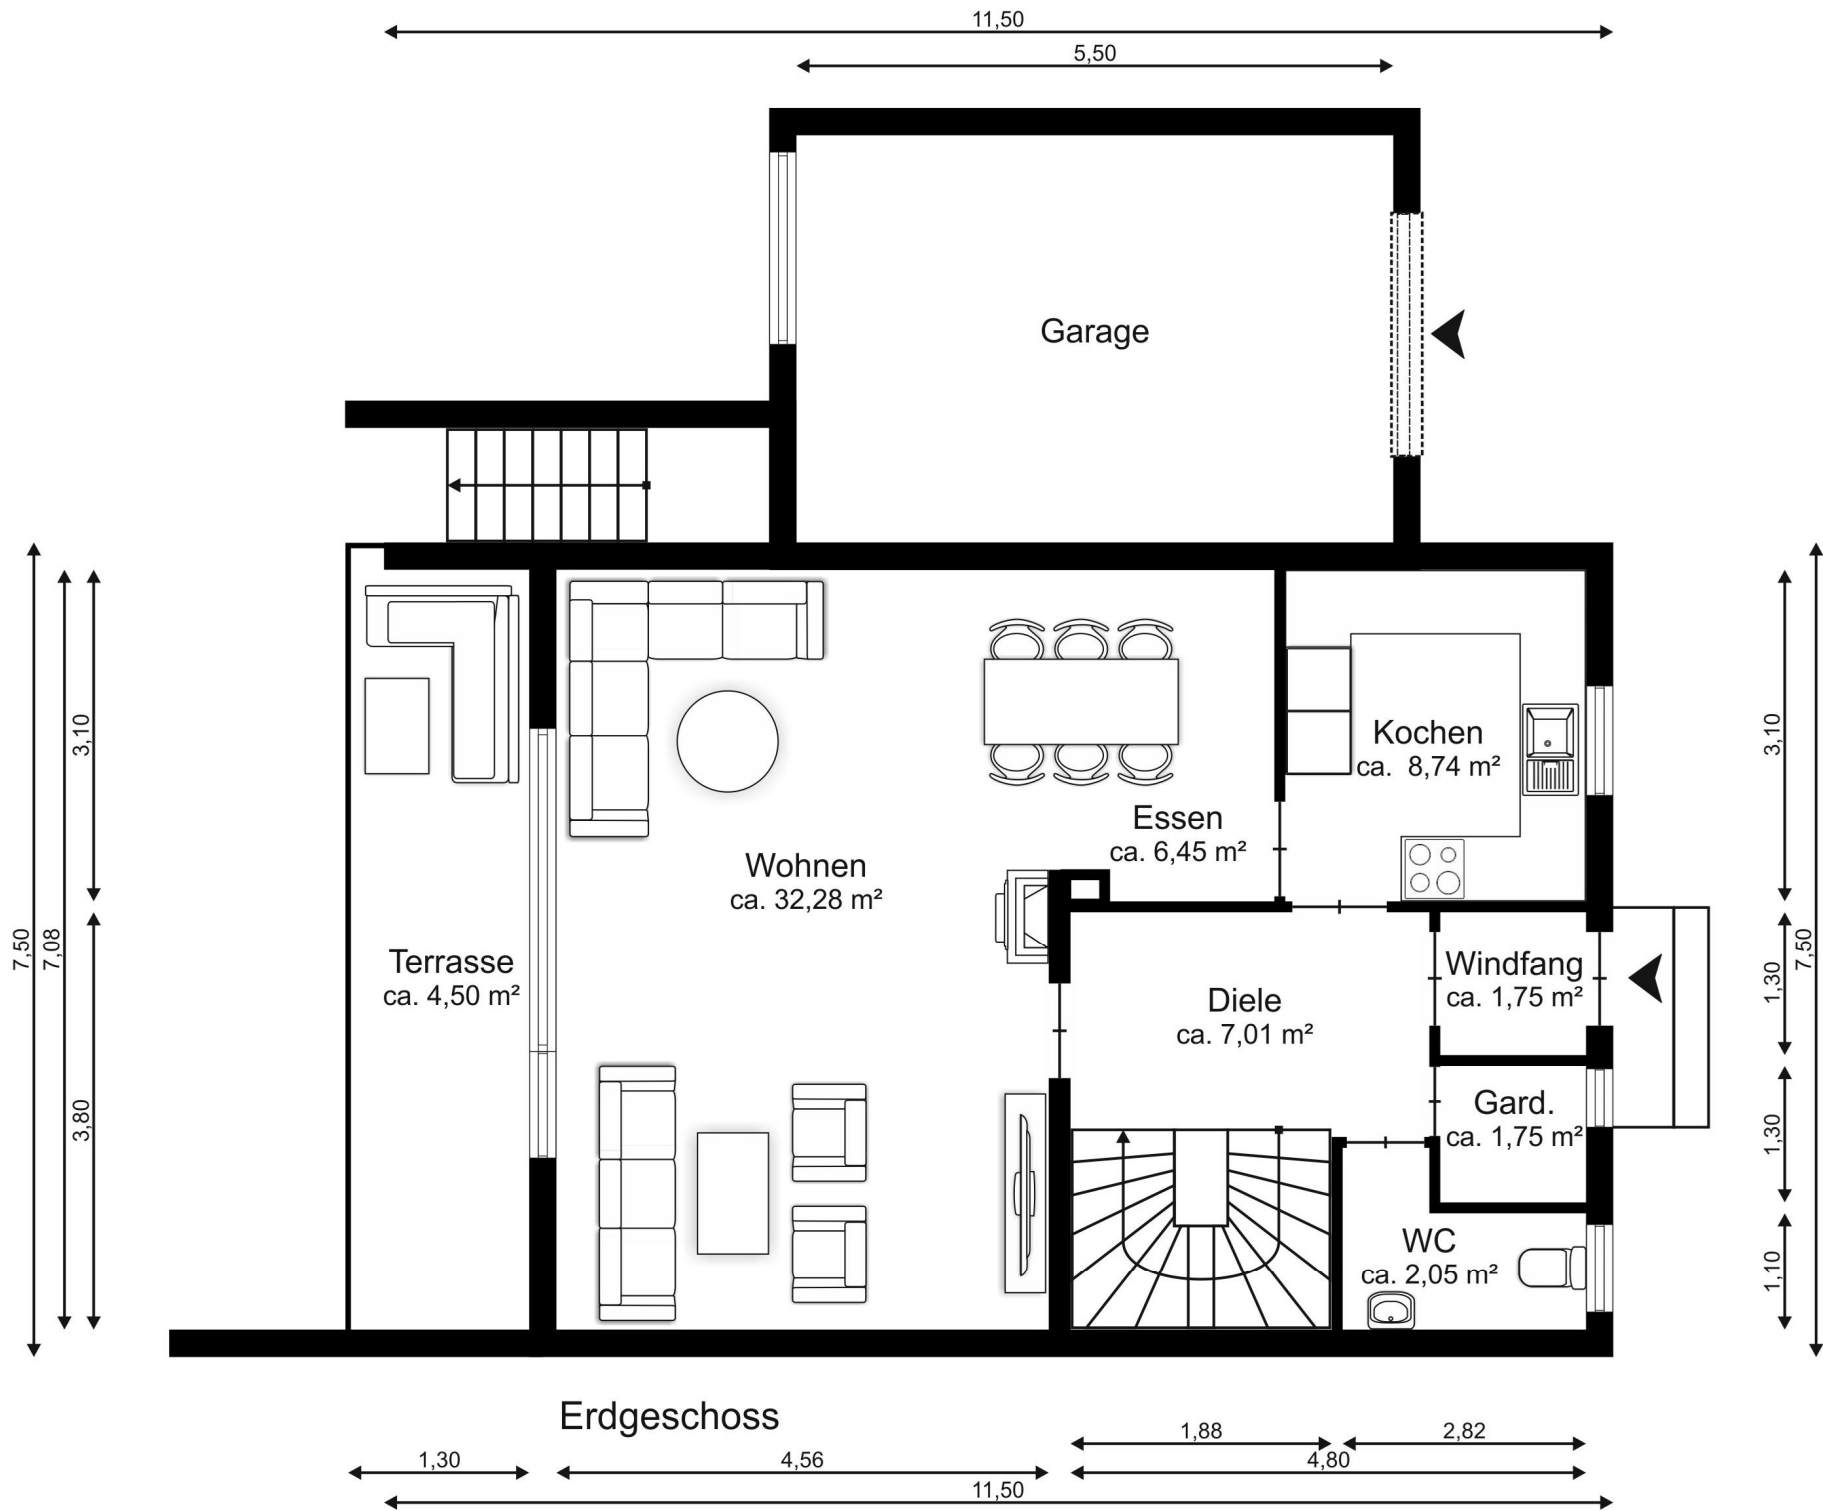 11,50
5,50
Garage
Kochen
ca. 8,74 m²
3,10
3,10
Essen
ca. 6,45 m²
Wohnen
ca. 32,28 m²
7,50
7,08
Terrasse
ca. 4,50 m²
Diele
ca. 7,01 m²
Windfang
ca. 1,75 m²
1,30
7,50
3,80
Gard.
ca. 1,75 m²
1,30
WC
ca. 2,05 m²
1,10
Erdgeschoss
1,88
2,82
1,30
4,56
4,80
11,50